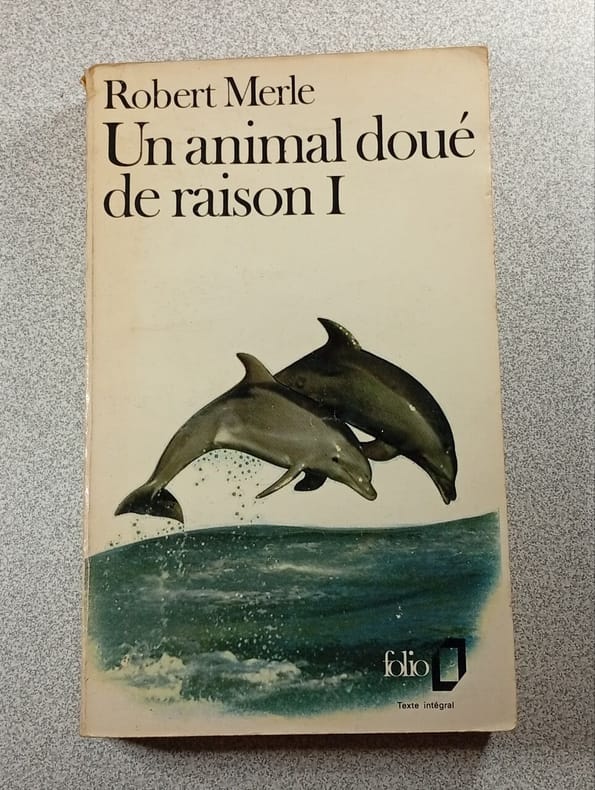 Robert Merle
Un animal doué
de raison I
folio
Texte intégral